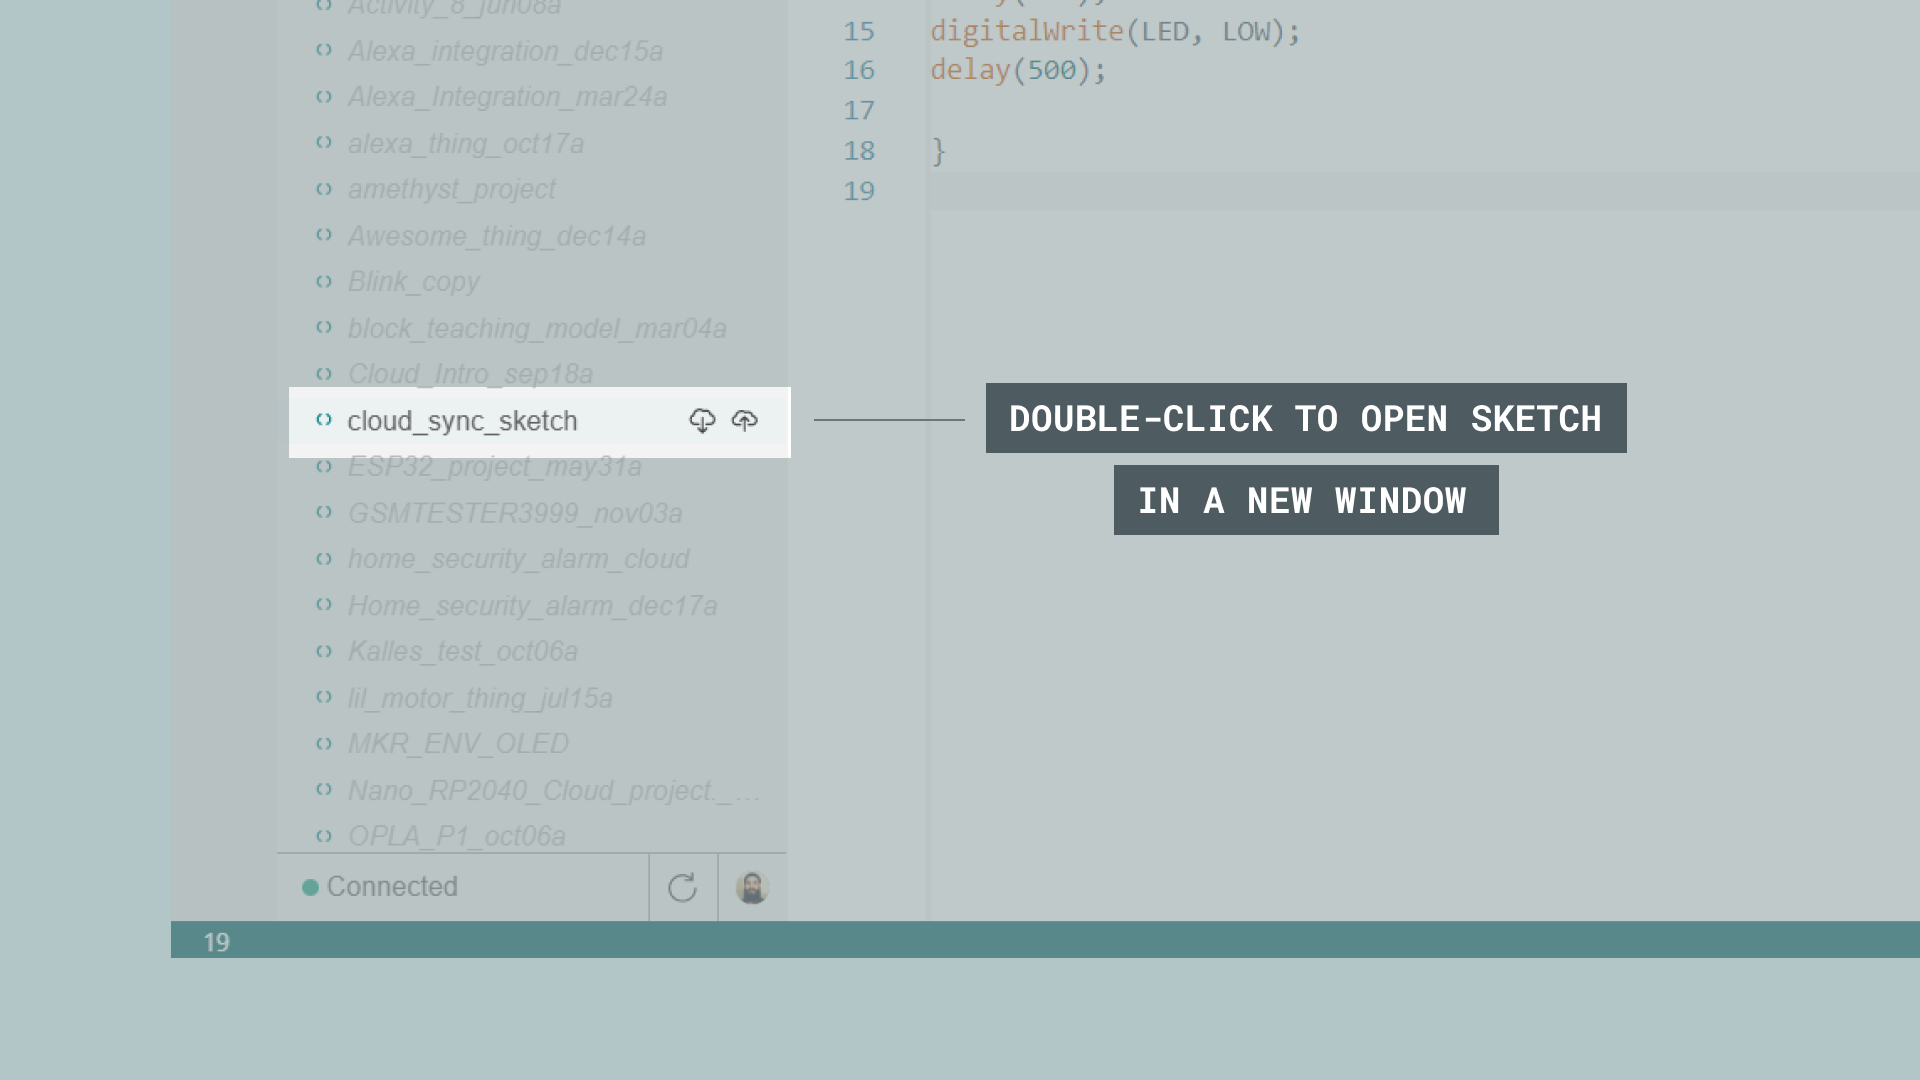 Activity_8_jun08a
Alexa_integration_dec15a
Alexa_Integration_mar24a
alexa_thing_oct17a
amethyst_project
Awesome_thing_dec14a
Blink_copy
block_teaching_model_mar04a
Cloud_Intro_sep18a
cloud_sync_sketch
ESP32_project_may31a
GSMTESTER3999_nov03a
home_security_alarm_cloud
Home_security_alarm_dec17a
Kalles_test_oct06a
lil_motor_thing_jul15a
MKR_ENV_OLED
Nano_RP2040_Cloud_project._...
OPLA_P1_oct06a
Connected
15 digitalWrite(LED, LOW);
16 delay(500);
17
18 }
19
DOUBLE-CLICK TO OPEN SKETCH
IN A NEW WINDOW
19